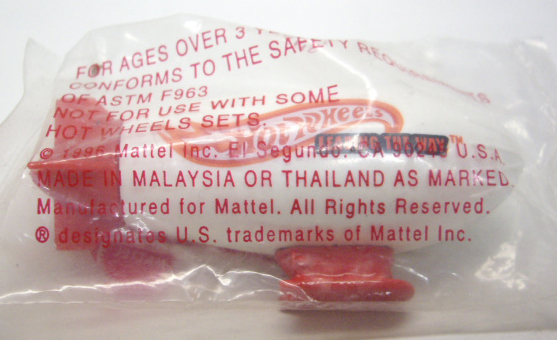 FOR AGES OVER 3
CONFORMS TO THE SAFETY REQUIREMENTS
OF ASTM F963
NOT FOR USE WITH SOME
HOT WHEELS SETS.
Hot Wheels
© 1996 Mattel Inc. El Segundo, CA U.S.A.
MADE IN MALAYSIA OR THAILAND AS MARKED.
Manufactured for Mattel. All Rights Reserved.
® designates U.S. trademarks of Mattel Inc.